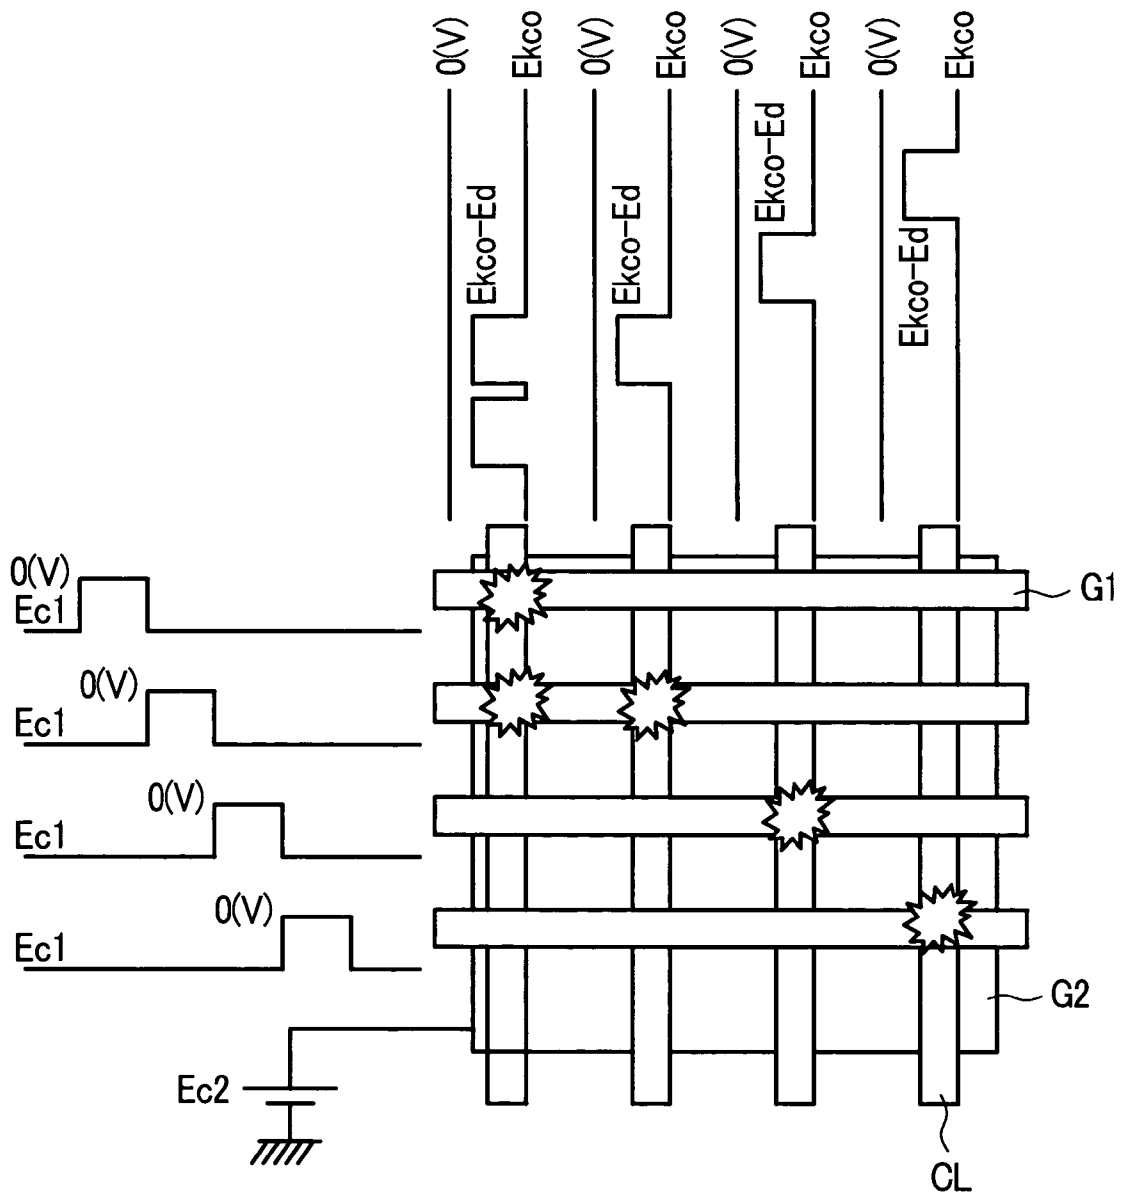 0(V)
Ekco
0(V)
Ekco
0(V)
Ekco
0(V)
Ekco
Ekco-Ed
Ekco-Ed
Ekco-Ed
Ekco-Ed
0(V)
Ec1
G1
0(V)
Ec1
0(V)
Ec1
0(V)
Ec1
G2
Ec2
CL